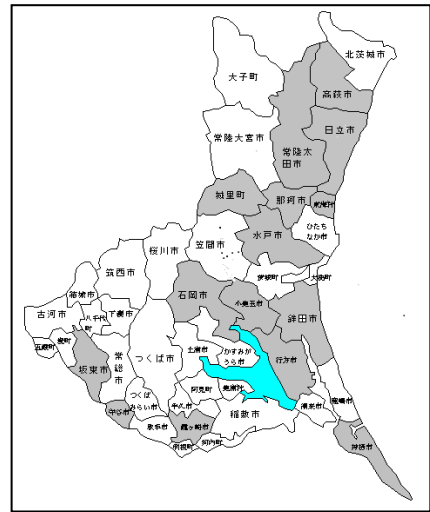 北茨城市
大子町
高萩市
日立市
常陸太
田市
常陸大宮市
城里町
那珂市
東海村
ひたち
なか市
水戸市
笠間市
桜川市
筑西市
茨城町
大洗町
結城市
石岡市
小美玉市
鉾田市
古河市
八千代
町
下妻市
五霞町
境町
つくば市
土浦市
かすみが
うら市
行方市
坂東市
常
総
市
つくば
みらい市
阿見町
美浦村
牛久市
稲敷市
潮来市
鹿嶋市
守谷市
取手市
龍ヶ崎市
利根町
河内町
神栖市